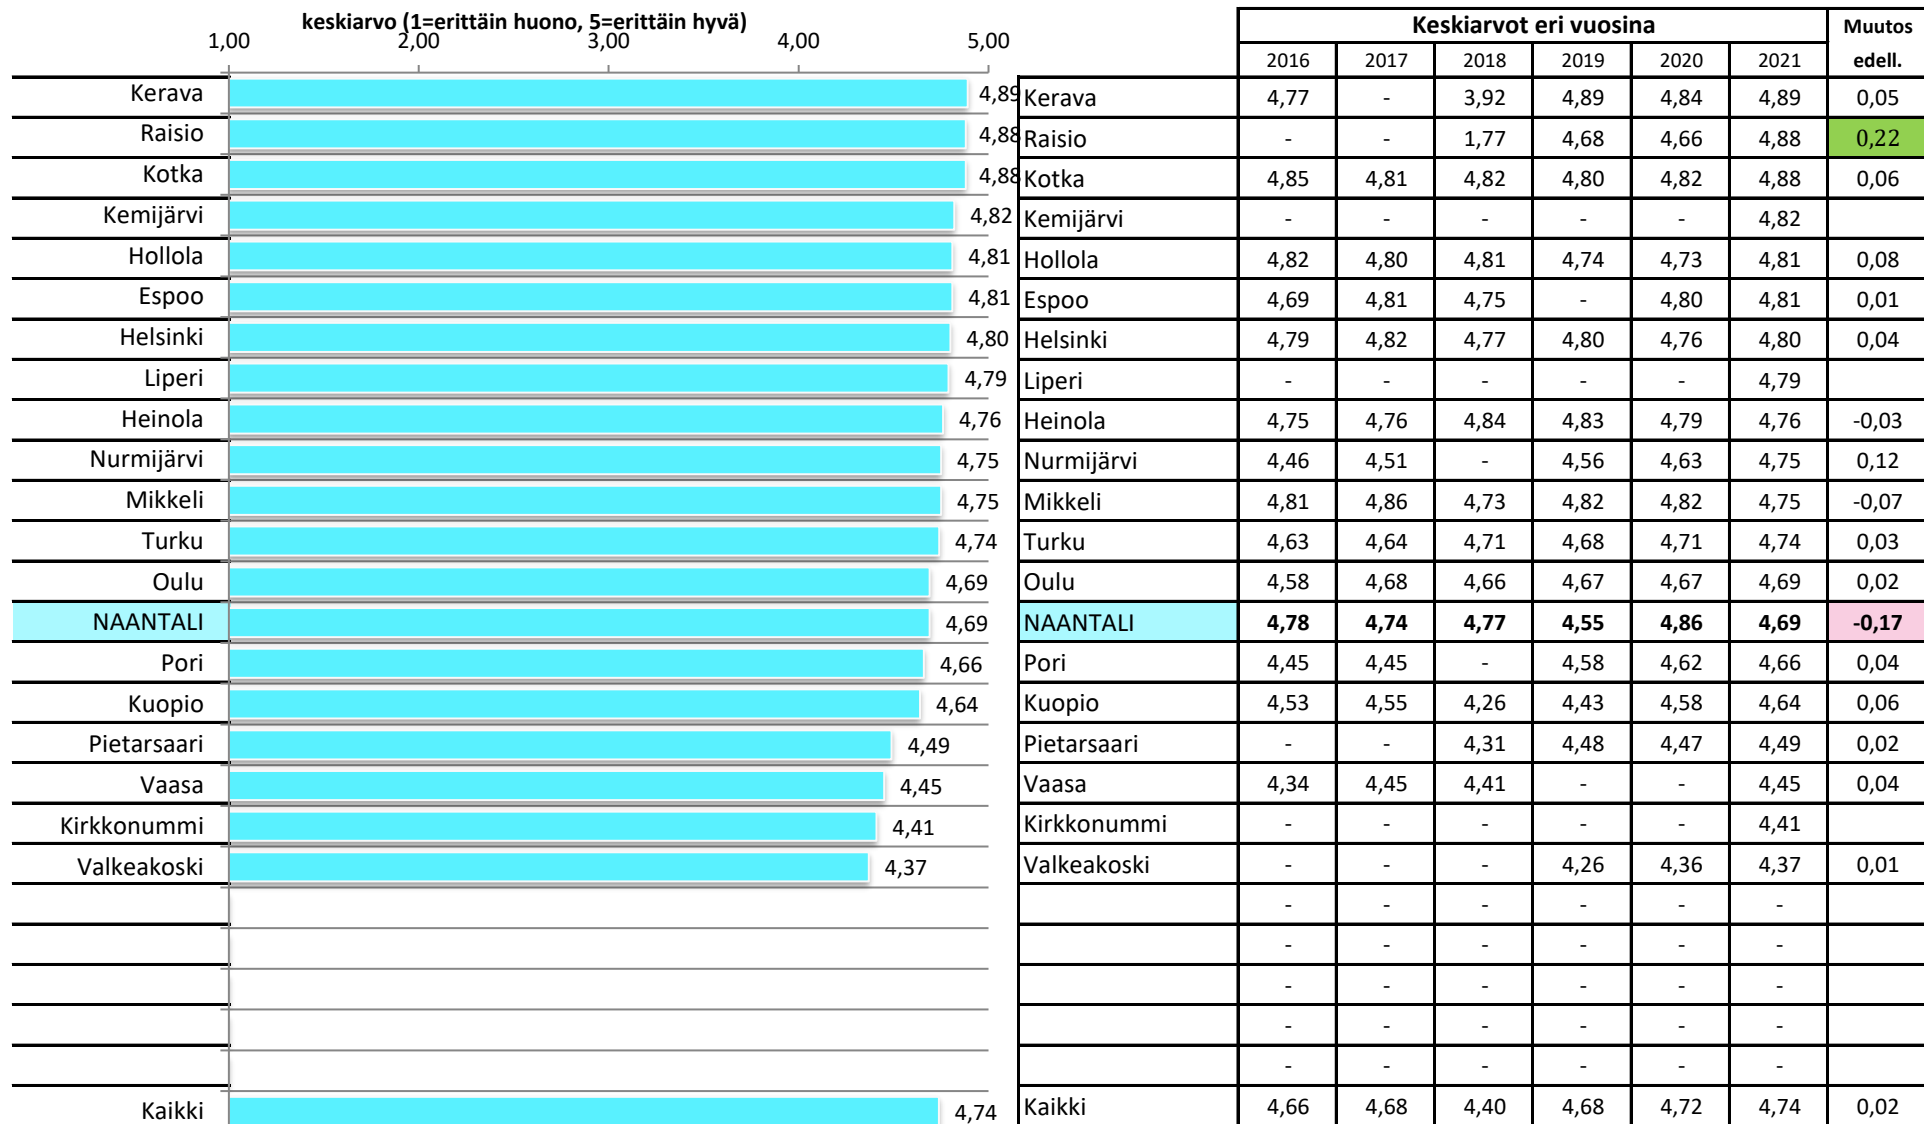 keskiarvo (1=erittäin huono, 5=erittäin hyvä)
1,00 2,00 3,00 4,00 5,00
Keskiarvot eri vuosina Muutos
2016 2017 2018 2019 2020 2021 edell.
Kerava 4,89 Kerava 4,77 - 3,92 4,89 4,84 4,89 0,05
Raisio 4,88 Raisio - - 1,77 4,68 4,66 4,88 0,22
Kotka 4,88 Kotka 4,85 4,81 4,82 4,80 4,82 4,88 0,06
Kemijärvi 4,82 Kemijärvi - - - - - 4,82
Hollola 4,81 Hollola 4,82 4,80 4,81 4,74 4,73 4,81 0,08
Espoo 4,81 Espoo 4,69 4,81 4,75 - 4,80 4,81 0,01
Helsinki 4,80 Helsinki 4,79 4,82 4,77 4,80 4,76 4,80 0,04
Liperi 4,79 Liperi - - - - - 4,79
Heinola 4,76 Heinola 4,75 4,76 4,84 4,83 4,79 4,76 -0,03
Nurmijärvi 4,75 Nurmijärvi 4,46 4,51 - 4,56 4,63 4,75 0,12
Mikkeli 4,75 Mikkeli 4,81 4,86 4,73 4,82 4,82 4,75 -0,07
Turku 4,74 Turku 4,63 4,64 4,71 4,68 4,71 4,74 0,03
Oulu 4,69 Oulu 4,58 4,68 4,66 4,67 4,67 4,69 0,02
NAANTALI 4,69 NAANTALI 4,78 4,74 4,77 4,55 4,86 4,69 -0,17
Pori 4,66 Pori 4,45 4,45 - 4,58 4,62 4,66 0,04
Kuopio 4,64 Kuopio 4,53 4,55 4,26 4,43 4,58 4,64 0,06
Pietarsaari 4,49 Pietarsaari - - 4,31 4,48 4,47 4,49 0,02
Vaasa 4,45 Vaasa 4,34 4,45 4,41 - - 4,45 0,04
Kirkkonummi 4,41 Kirkkonummi - - - - - 4,41
Valkeakoski 4,37 Valkeakoski - - - 4,26 4,36 4,37 0,01
- - - - - -
- - - - - -
- - - - - -
- - - - - -
- - - - - -
Kaikki 4,74 Kaikki 4,66 4,68 4,40 4,68 4,72 4,74 0,02